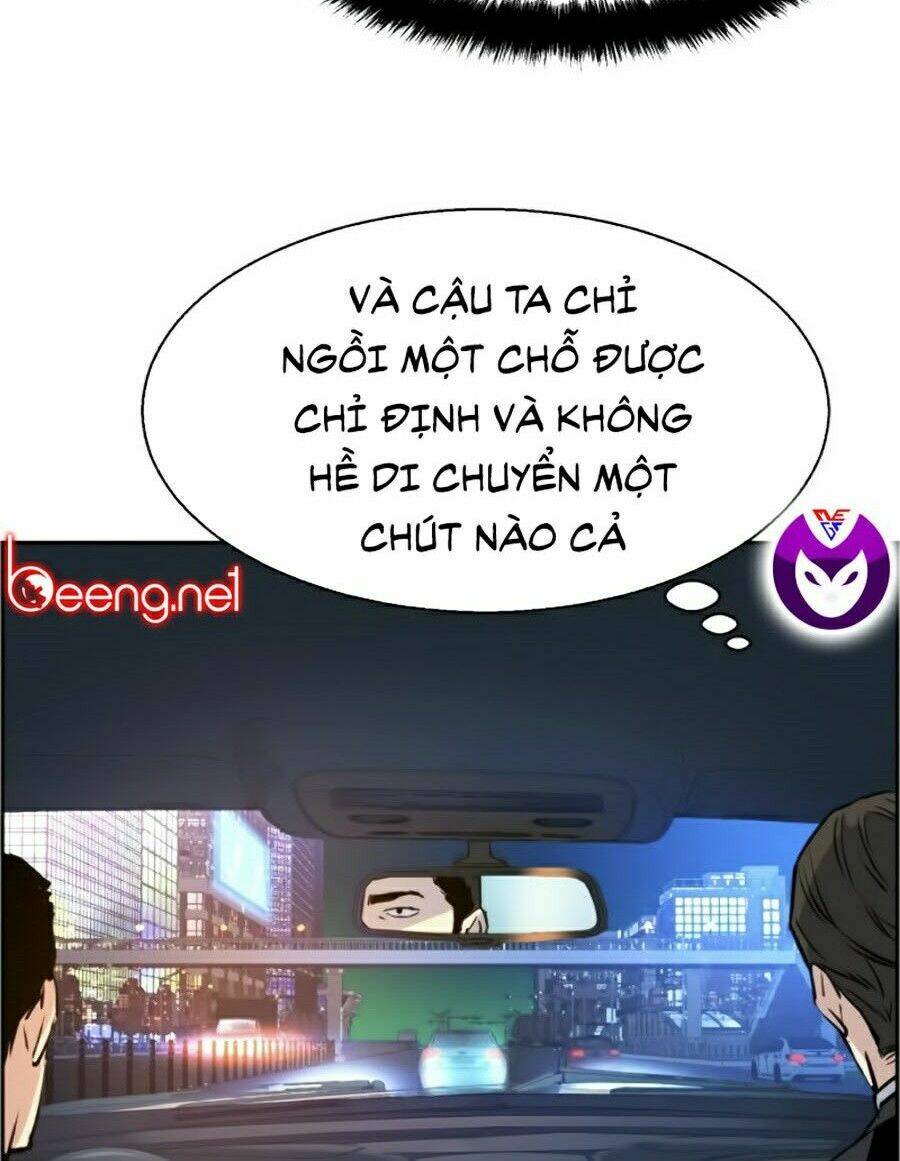 VÀ CẬU TA CHỈ
NGỒI MỘT CHỖ ĐƯỢC
CHỈ ĐỊNH VÀ KHÔNG
HỀ DI CHUYỂN MỘT
CHÚT NÀO CẢ
beeng.net